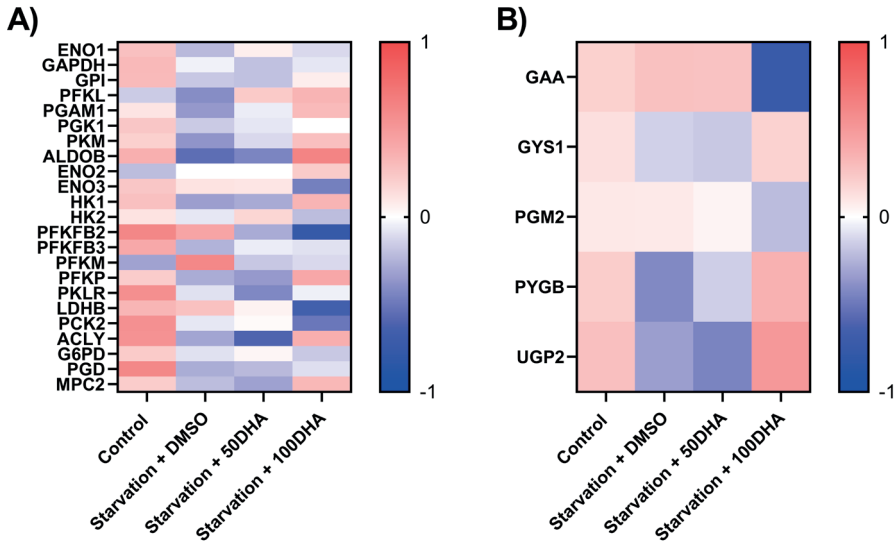 A)
ENO1
GAPDH
GPI
PFKL
PGAM1
PGK1
PKM
ALDOB
ENO2
ENO3
HK1
HK2
PFKFB2
PFKFB3
PFKM
PFKP
PKLR
LDHB
PCK2
ACLY
G6PD
PGD
MPC2
Control
Starvation + DMSO
Starvation + 50DHA
Starvation + 100DHA
1
0
-1
B)
GAA
GYS1
PGM2
PYGB
UGP2
Control
Starvation + DMSO
Starvation + 50DHA
Starvation + 100DHA
1
0
-1